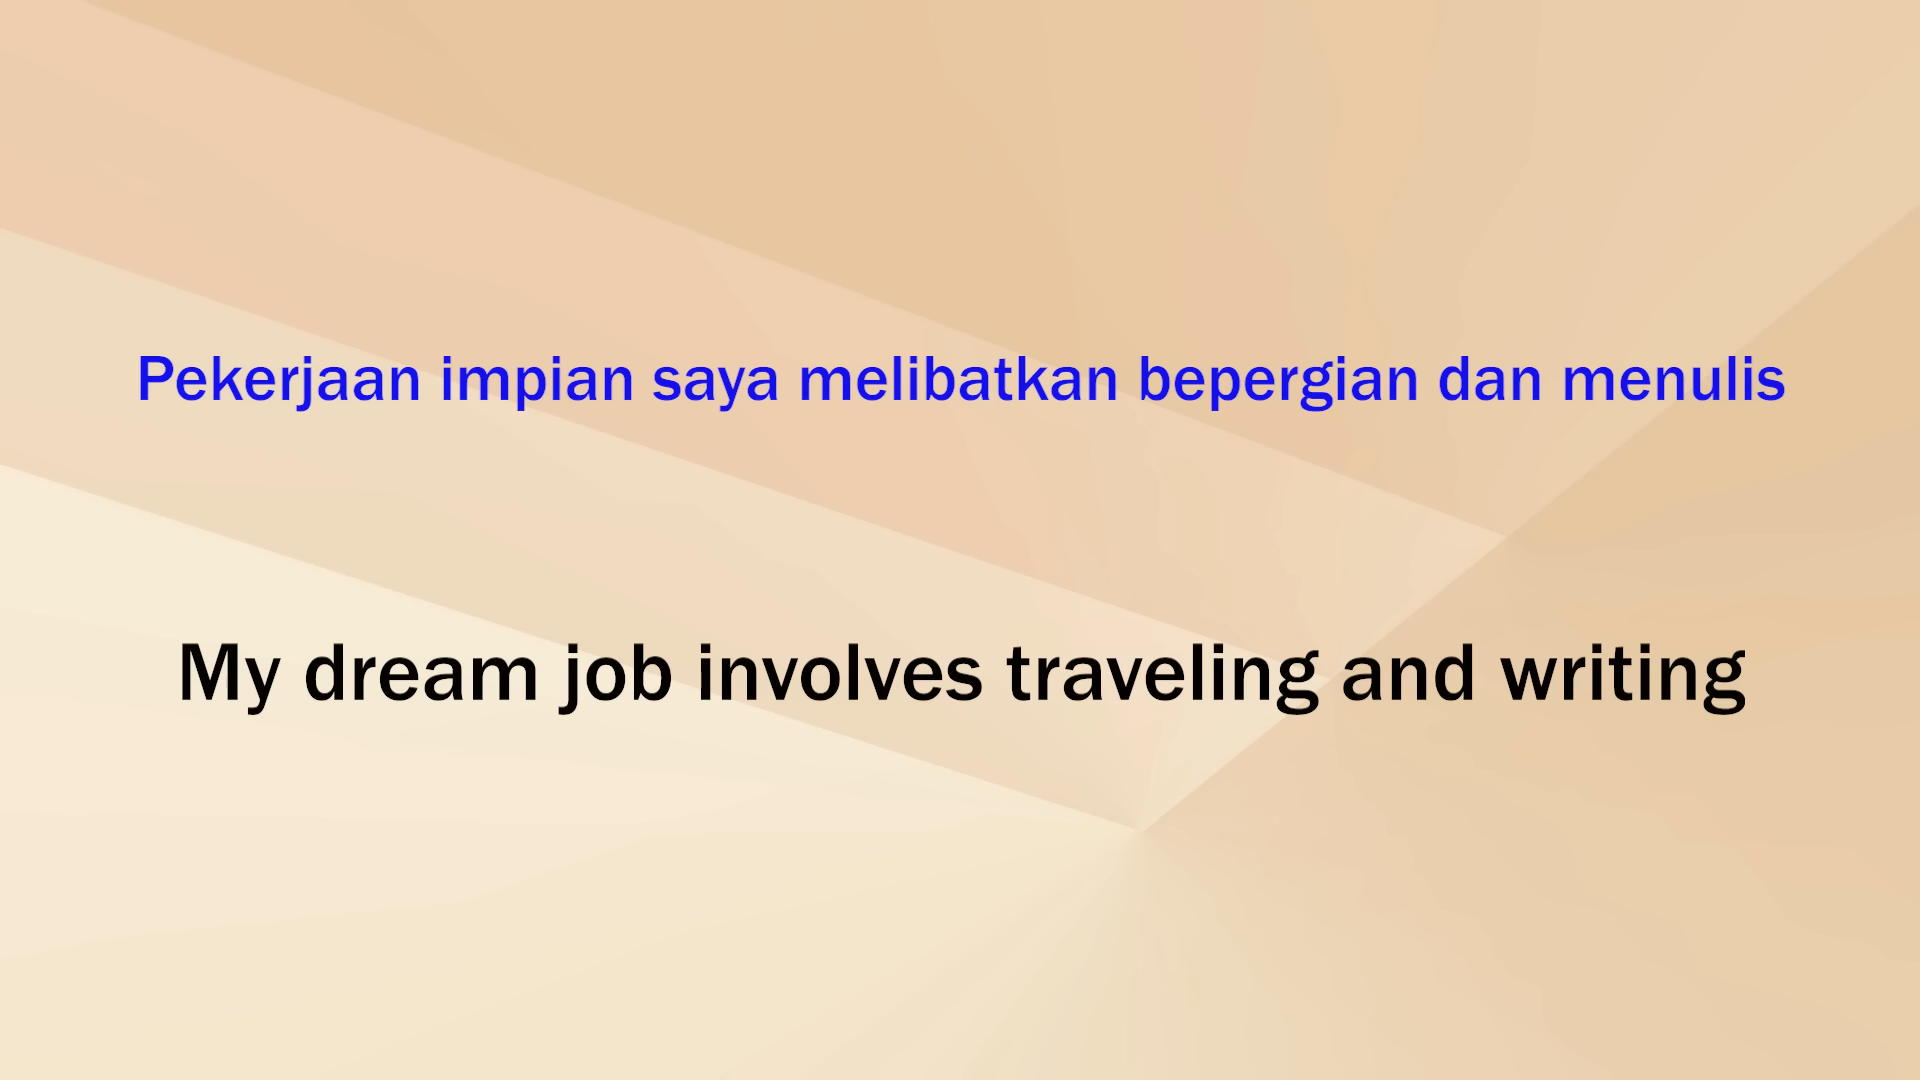 Pekerjaan impian saya melibatkan bepergian dan menulis
My dream job involves traveling and writing